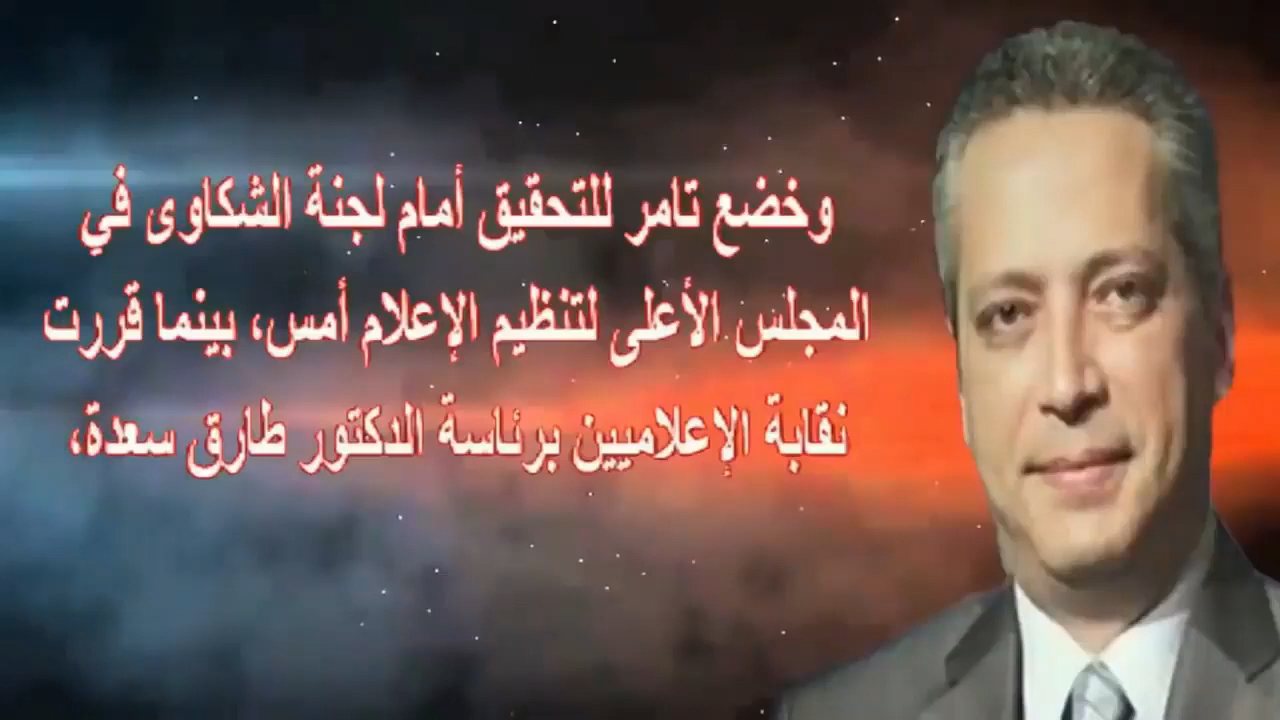 وخضع تامر للتحقيق أمام لجنة الشكاوى في
المجلس الأعلى لتنظيم الإعلام أمس، بينما قررت
نقابة الإعلاميين برئاسة الدكتور طارق سعدة،